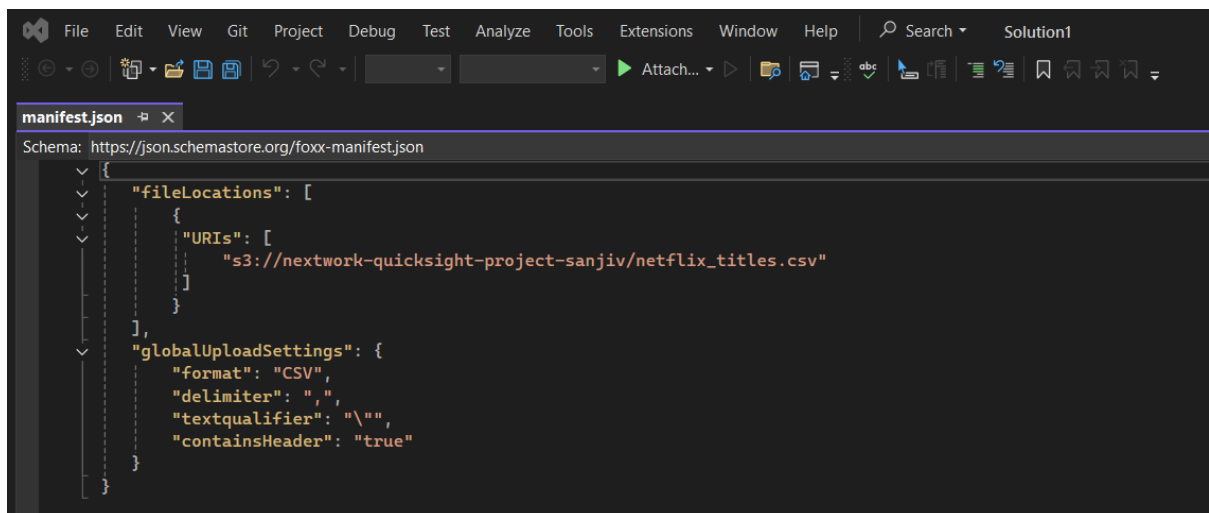 File Edit View Git Project Debug Test Analyze Tools Extensions Window Help Search Solution1
Attach...
manifest.json
Schema: https://json.schemastore.org/foxx-manifest.json
{
"fileLocations": [
{
"URIs": [
"s3://nextwork-quicksight-project-sanjiv/netflix_titles.csv"
]
}
],
"globalUploadSettings": {
"format": "CSV",
"delimiter": ",",
"textqualifier": "\"",
"containsHeader": "true"
}
}